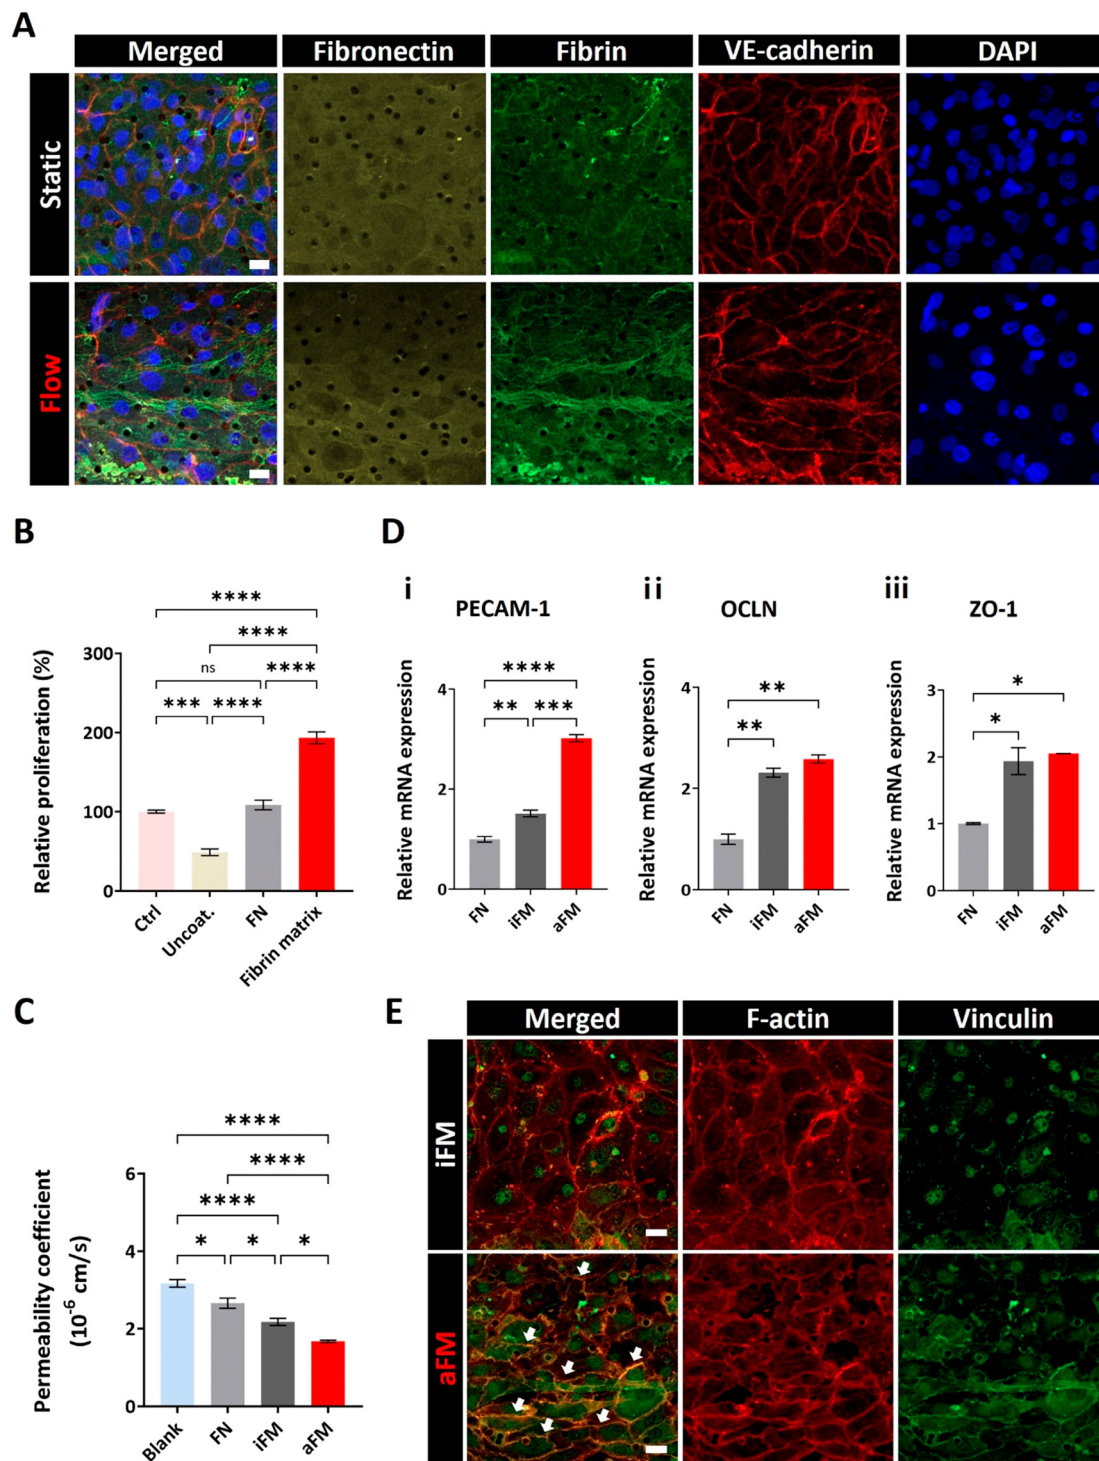 A
Merged Fibronectin Fibrin VE-cadherin DAPI
Static
Flow
B
Relative proliferation (%)
300
200
100
0
****
****
ns ****
*** ****
Ctrl Uncoat. FN Fibrin matrix
D
i
PECAM-1
Relative mRNA expression
4
2
0
****
** ***
FN iFM aFM
ii
OCLN
Relative mRNA expression
4
2
0
**
**
FN iFM aFM
iii
ZO-1
Relative mRNA expression
3
2
1
0
*
*
FN iFM aFM
C
Permeability coefficient
(10⁻⁶ cm/s)
6
4
2
0
****
****
****
* * *
Blank FN iFM aFM
E
Merged F-actin Vinculin
iFM
aFM